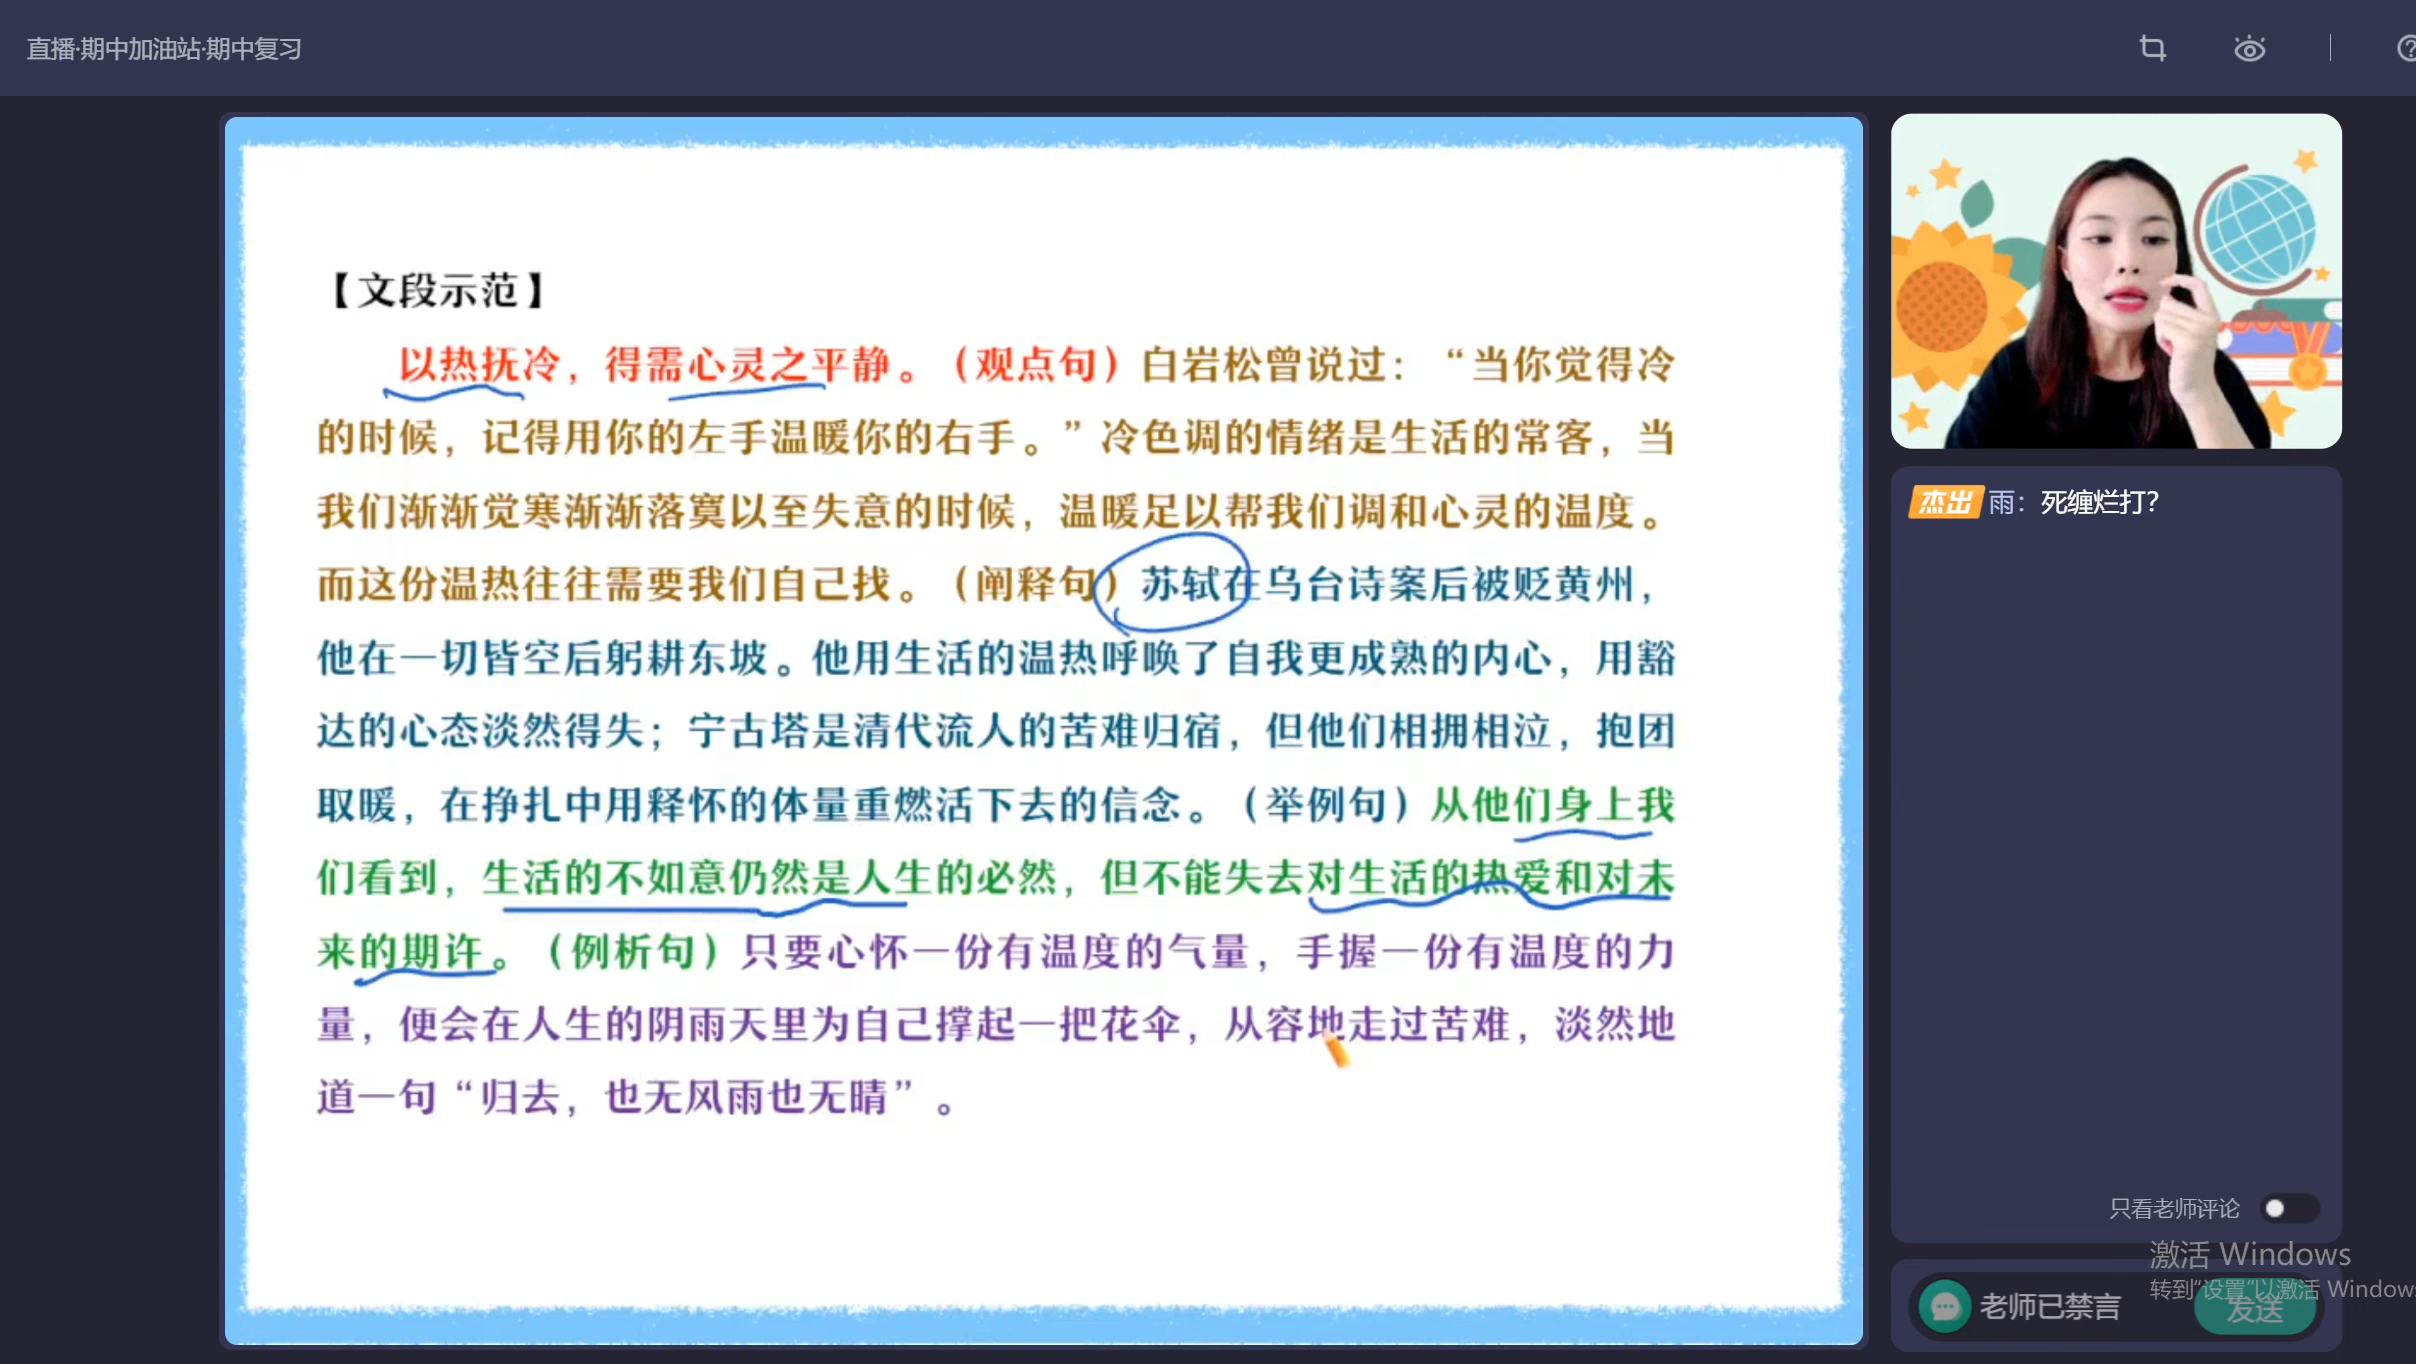 直播·期中加油站·期中复习
【文段示范】
以热抚冷，得需心灵之平静。（观点句）白岩松曾说过：“当你觉得冷
的时候，记得用你的左手温暖你的右手。”冷色调的情绪是生活的常客，当
我们渐渐觉寒渐渐落寞以至失意的时候，温暖足以帮我们调和心灵的温度。
而这份温热往往需要我们自己找。（阐释句）苏轼在乌台诗案后被贬黄州，
他在一切皆空后躬耕东坡。他用生活的温热呼唤了自我更成熟的内心，用豁
达的心态淡然得失；宁古塔是清代流人的苦难归宿，但他们相拥相泣，抱团
取暖，在挣扎中用释怀的体量重燃活下去的信念。（举例句）从他们身上我
们看到，生活的不如意仍然是人生的必然，但不能失去对生活的热爱和对未
来的期许。（例析句）只要心怀一份有温度的气量，手握一份有温度的力
量，便会在人生的阴雨天里为自己撑起一把花伞，从容地走过苦难，淡然地
道一句“归去，也无风雨也无晴”。
杰出 雨：死缠烂打?
只看老师评论
激活 Windows
转到“设置”以激活 Windows
老师已禁言
发送